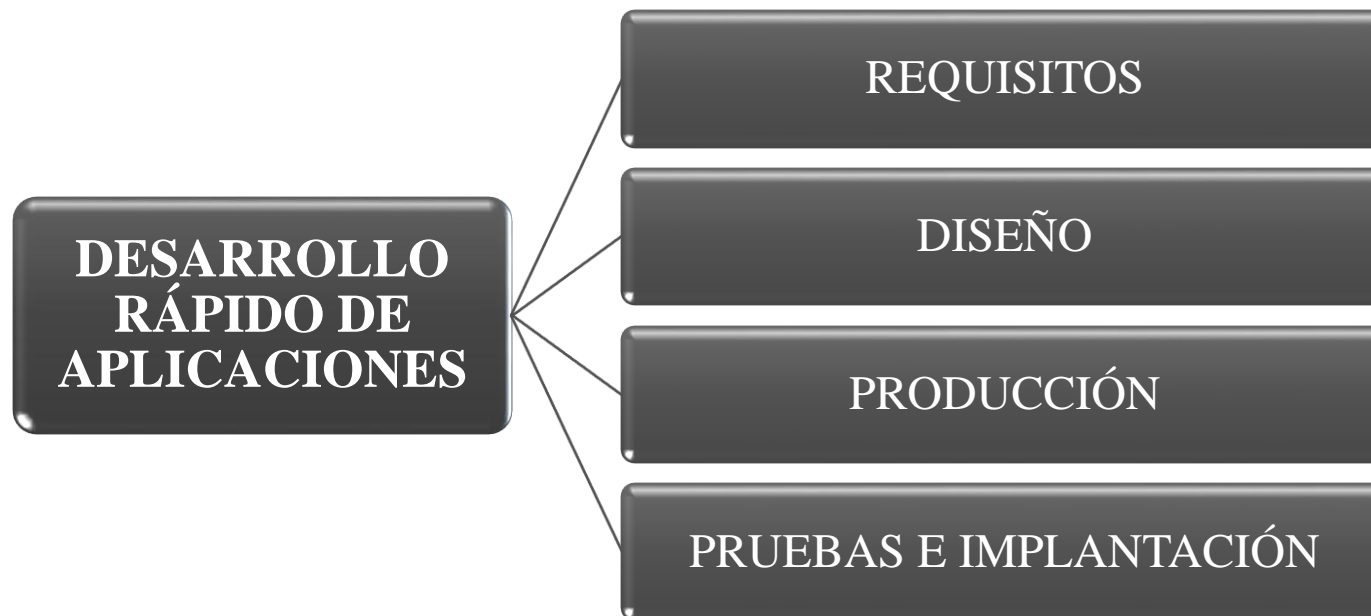 DESARROLLO
RÁPIDO DE
APLICACIONES
REQUISITOS
DISEÑO
PRODUCCIÓN
PRUEBAS E IMPLANTACIÓN